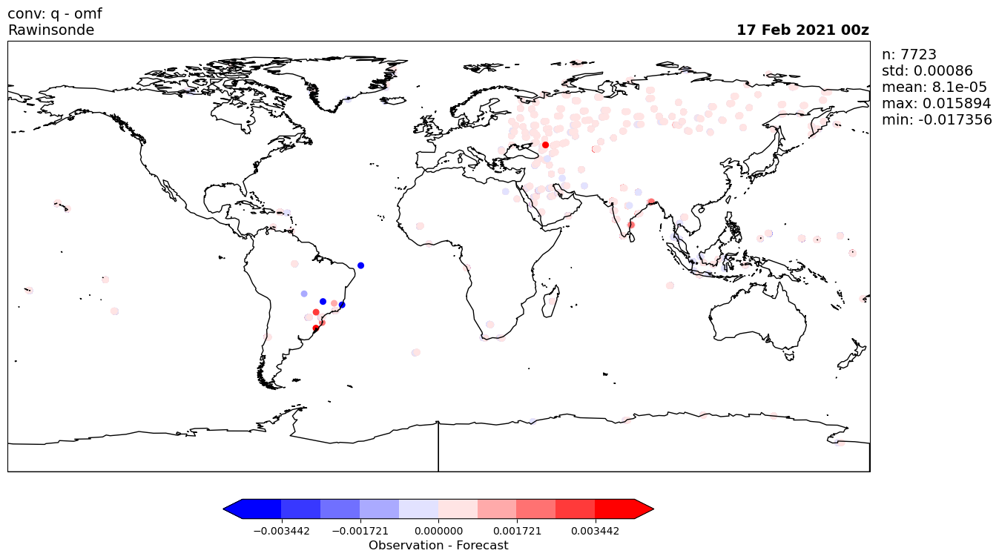 conv: q - omf
Rawinsonde
17 Feb 2021 00z
n: 7723
std: 0.00086
mean: 8.1e-05
max: 0.015894
min: -0.017356
−0.003442 −0.001721 0.000000 0.001721 0.003442
Observation - Forecast